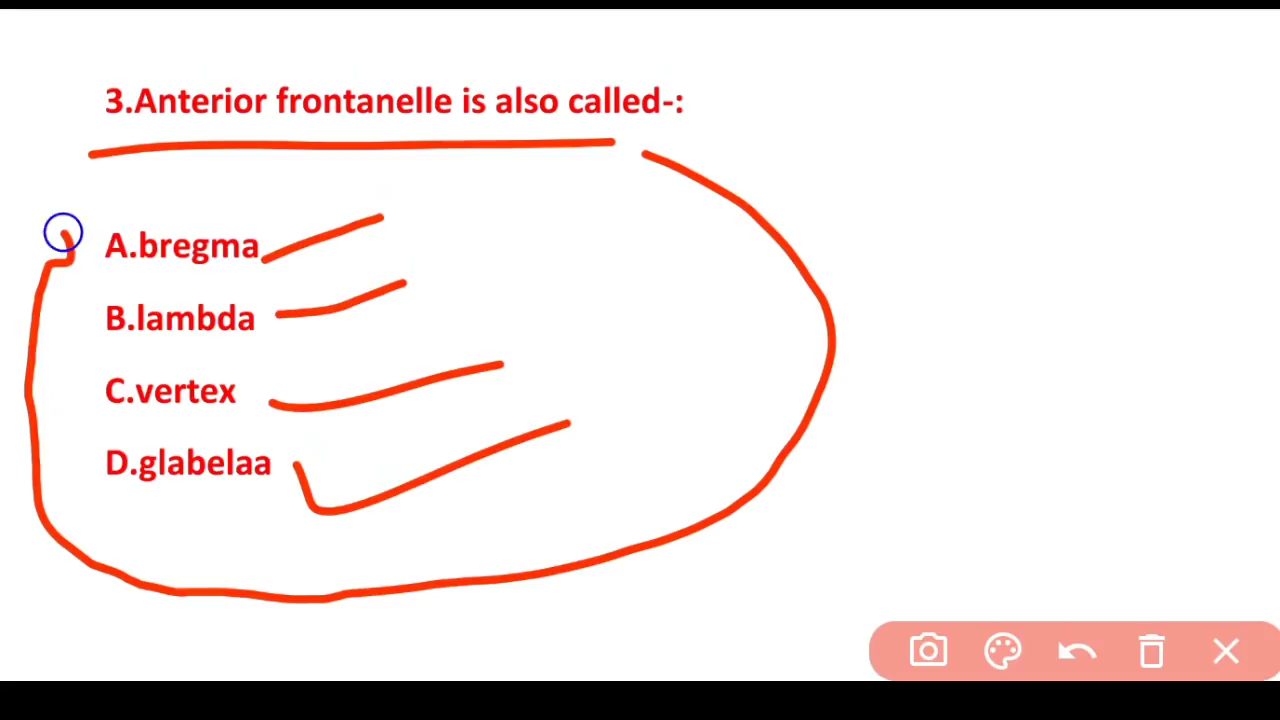 3.Anterior frontanelle is also called-:
A.bregma
B.lambda
C.vertex
D.glabelaa